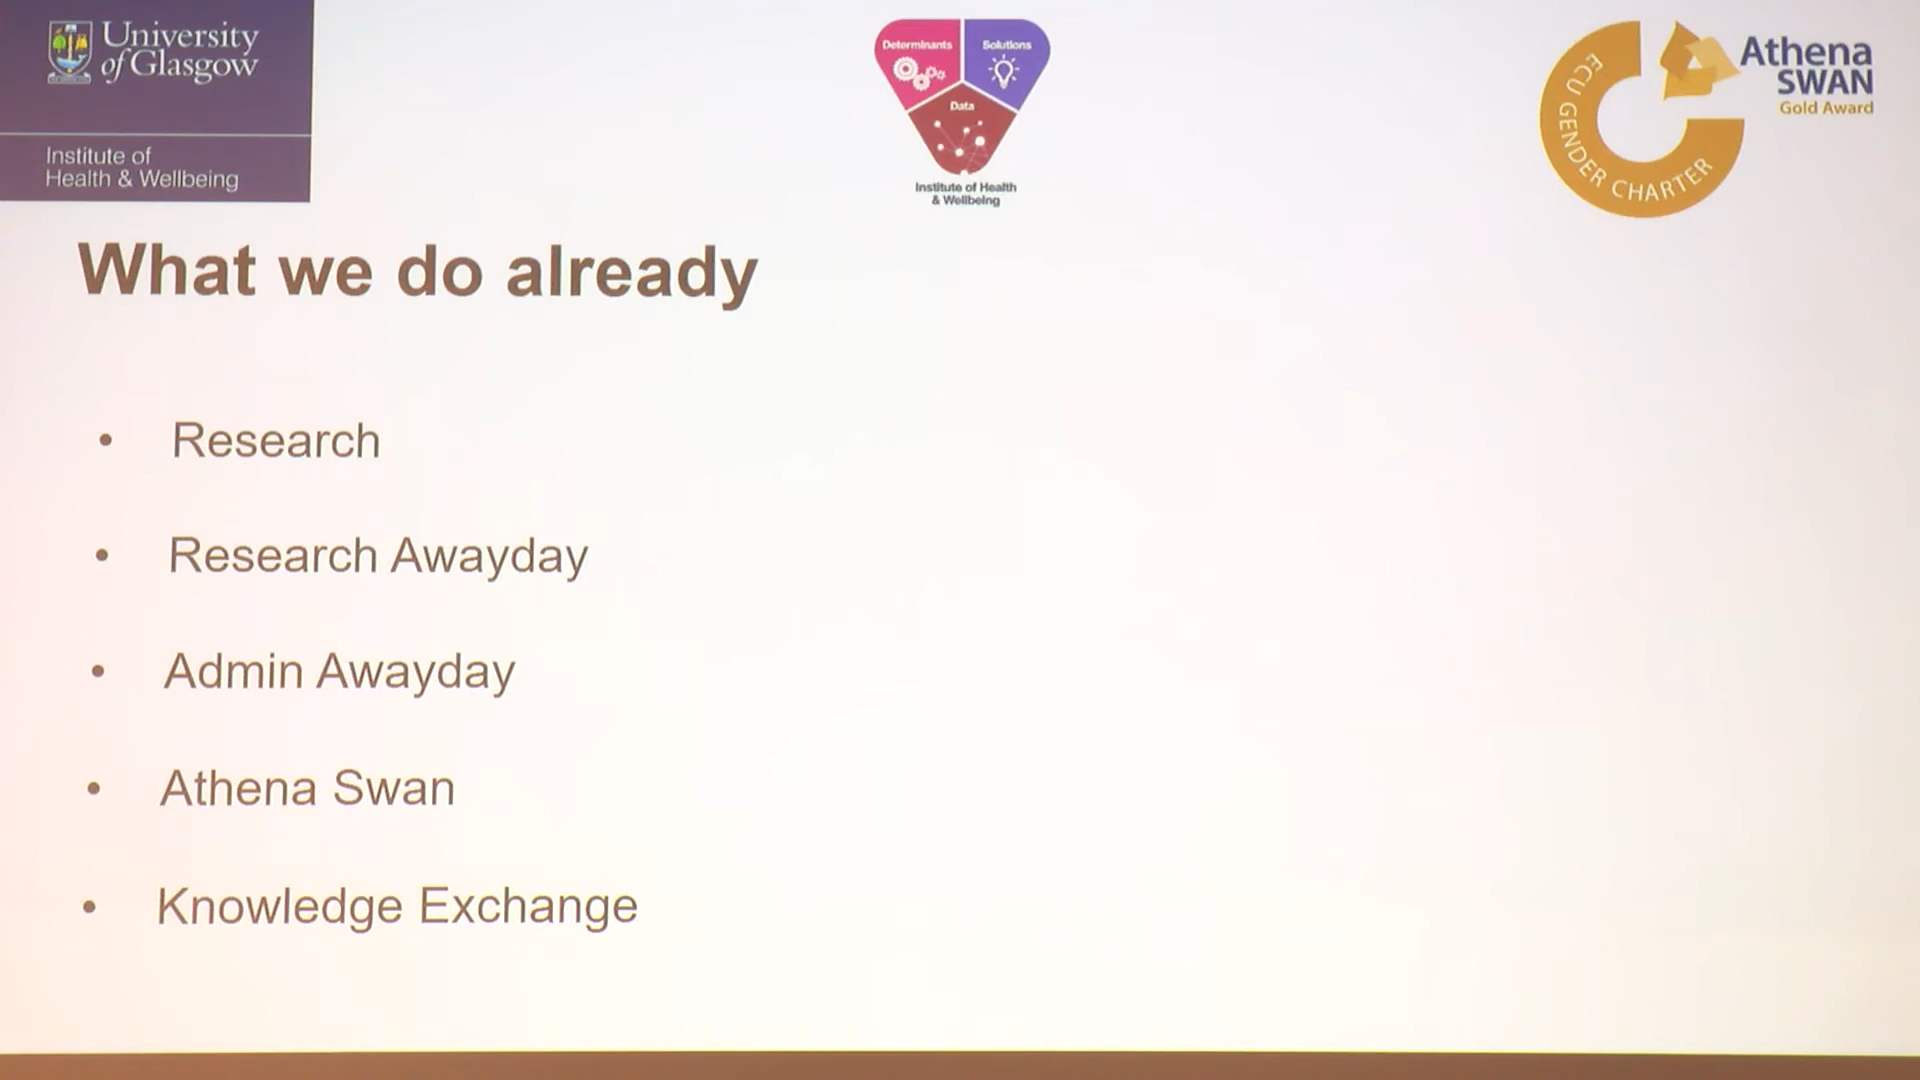 University
of Glasgow
Institute of
Health & Wellbeing
Determinants
Solutions
Data
Institute of Health
& Wellbeing
ECU GENDER CHARTER
Athena
SWAN
Gold Award
What we do already
• Research
• Research Awayday
• Admin Awayday
• Athena Swan
• Knowledge Exchange